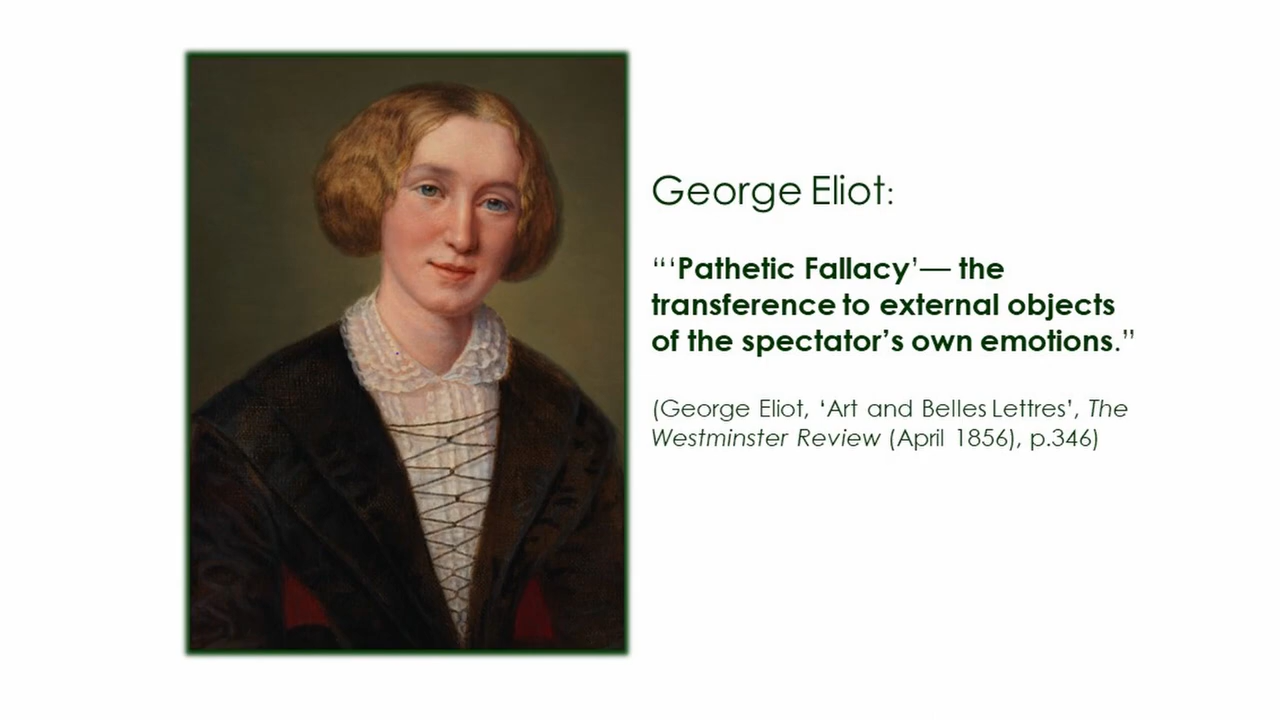 George Eliot:
“‘Pathetic Fallacy’— the
transference to external objects
of the spectator’s own emotions.”
(George Eliot, ‘Art and Belles Lettres’, The
Westminster Review (April 1856), p.346)